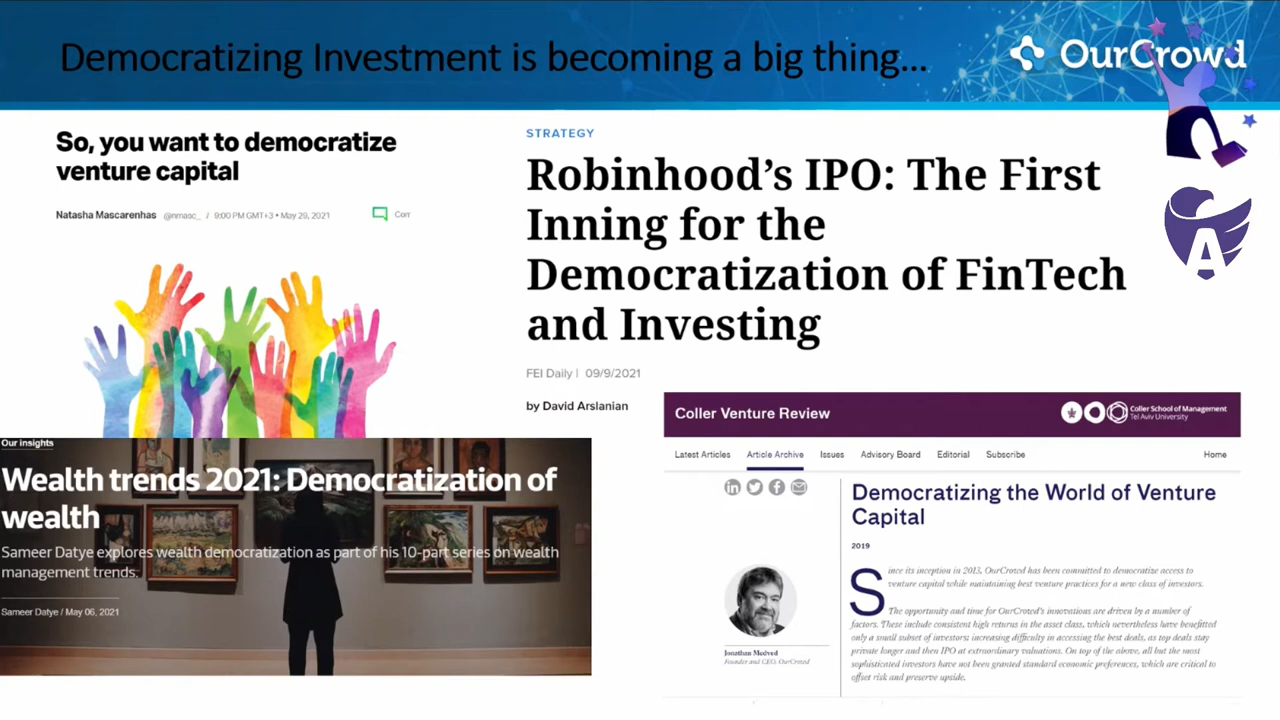 Democratizing Investment is becoming a big thing...
OurCrowd
So, you want to democratize
venture capital
Natasha Mascarenhas @nmasc_ / 9:00 PM GMT+3 • May 29, 2021
Com
STRATEGY
Robinhood's IPO: The First
Inning for the
Democratization of FinTech
and Investing
FEI Daily | 09/9/2021
by David Arslanian
A
Our insights
Wealth trends 2021: Democratization of
wealth
Sameer Datye explores wealth democratization as part of his 10-part series on wealth
management trends.
Sameer Datye / May 06, 2021
Coller Venture Review
Coller School of Management
Tel Aviv University
Latest Articles Article Archive Issues Advisory Board Editorial Subscribe Home
in f
Democratizing the World of Venture
Capital
2019
Since its inception in 2013, OurCrowd has been committed to democratize access to
venture capital while maintaining best venture practices for a new class of investors.
The opportunity and time for OurCrowd's innovations are driven by a number of
factors. These include consistent high returns in the asset class, which nevertheless have benefitted
only a small subset of investors; increasing difficulty in accessing the best deals, as top deals stay
private longer and then IPO at extraordinary valuations. On top of the above, all but the most
sophisticated investors have not been granted standard economic preferences, which are critical to
offset risk and preserve upside.
Jonathan Medved
Founder and CEO, OurCrowd